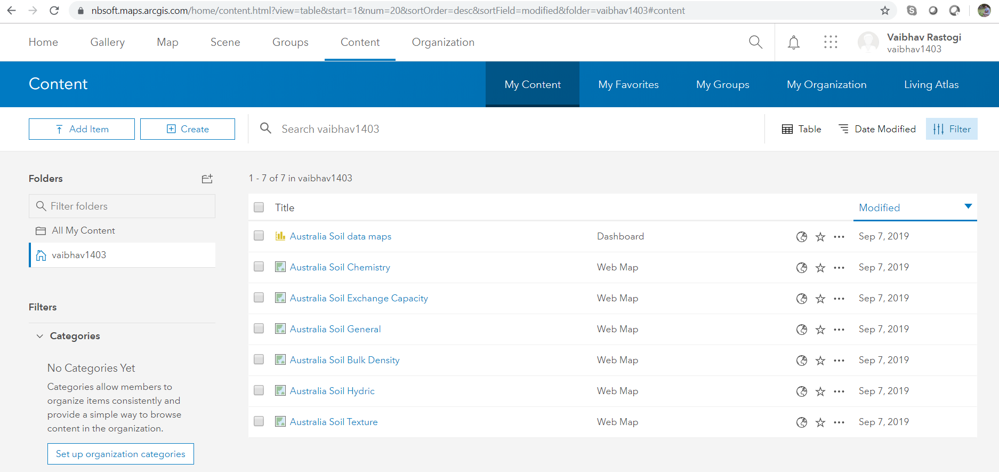 nbsoft.maps.arcgis.com/home/content.html?view=table&start=1&num=20&sortOrder=desc&sortField=modified&folder=vaibhav1403#content
Home Gallery Map Scene Groups Content Organization
Vaibhav Rastogi
vaibhav1403
Content
My Content My Favorites My Groups My Organization Living Atlas
Add Item Create Search vaibhav1403 Table Date Modified Filter
Folders
Filter folders
All My Content
vaibhav1403
Filters
Categories
No Categories Yet
Categories allow members to
organize items consistently and
provide a simple way to browse
content in the organization.
Set up organization categories
1 - 7 of 7 in vaibhav1403
Title Modified
Australia Soil data maps Dashboard Sep 7, 2019
Australia Soil Chemistry Web Map Sep 7, 2019
Australia Soil Exchange Capacity Web Map Sep 7, 2019
Australia Soil General Web Map Sep 7, 2019
Australia Soil Bulk Density Web Map Sep 7, 2019
Australia Soil Hydric Web Map Sep 7, 2019
Australia Soil Texture Web Map Sep 7, 2019